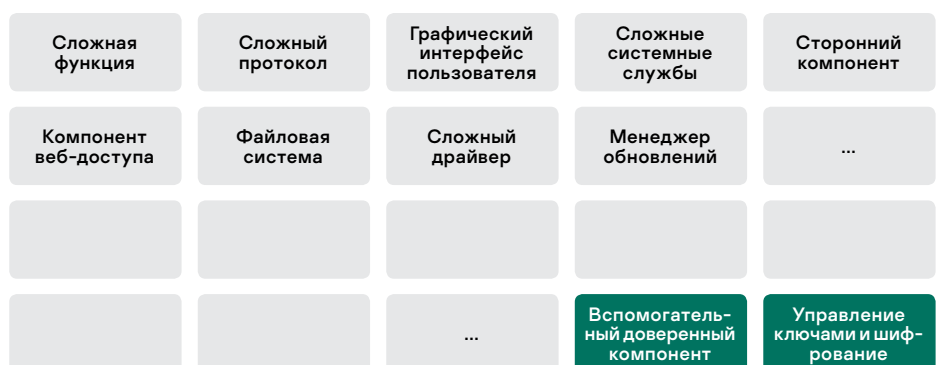 Сложная
функция
Сложный
протокол
Графический
интерфейс
пользователя
Сложные
системные
службы
Сторонний
компонент
Компонент
веб-доступа
Файловая
система
Сложный
драйвер
Менеджер
обновлений
...
...
Вспомогатель-
ный доверенный
компонент
Управление
ключами и шиф-
рование